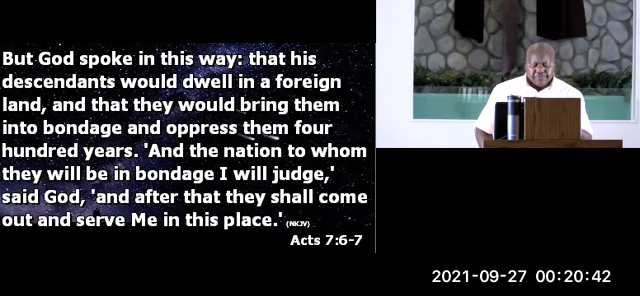 But God spoke in this way: that his
descendants would dwell in a foreign
land, and that they would bring them
into bondage and oppress them four
hundred years. 'And the nation to whom
they will be in bondage I will judge,'
said God, 'and after that they shall come
out and serve Me in this place.' (NKJV)
Acts 7:6-7
2021-09-27 00:20:42